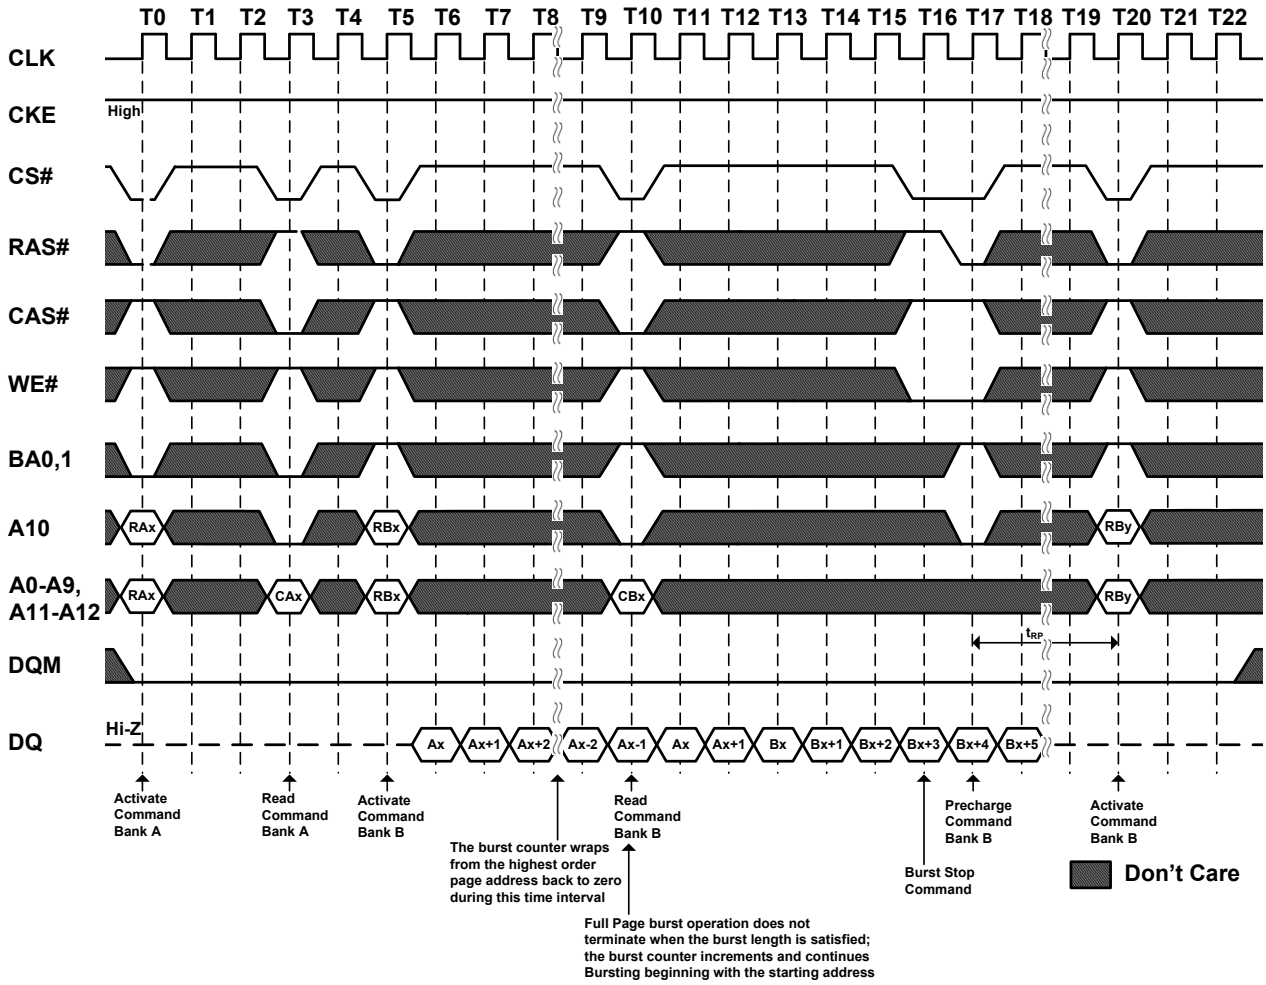 T0 T1 T2 T3 T4 T5 T6 T7 T8 T9 T10 T11 T12 T13 T14 T15 T16 T17 T18 T19 T20 T21 T22
CLK
CKE High
CS#
RAS#
CAS#
WE#
BA0,1
A10 RAx RBx RBy
A0-A9,
A11-A12 RAx CAx RBx CBx RBy
tRP
DQM
DQ Hi-Z Ax Ax+1 Ax+2 Ax-2 Ax-1 Ax Ax+1 Bx Bx+1 Bx+2 Bx+3 Bx+4 Bx+5
Activate
Command
Bank A
Read
Command
Bank A
Activate
Command
Bank B
The burst counter wraps
from the highest order
page address back to zero
during this time interval
Read
Command
Bank B
Full Page burst operation does not
terminate when the burst length is satisfied;
the burst counter increments and continues
Bursting beginning with the starting address
Burst Stop
Command
Precharge
Command
Bank B
Activate
Command
Bank B
Don't Care